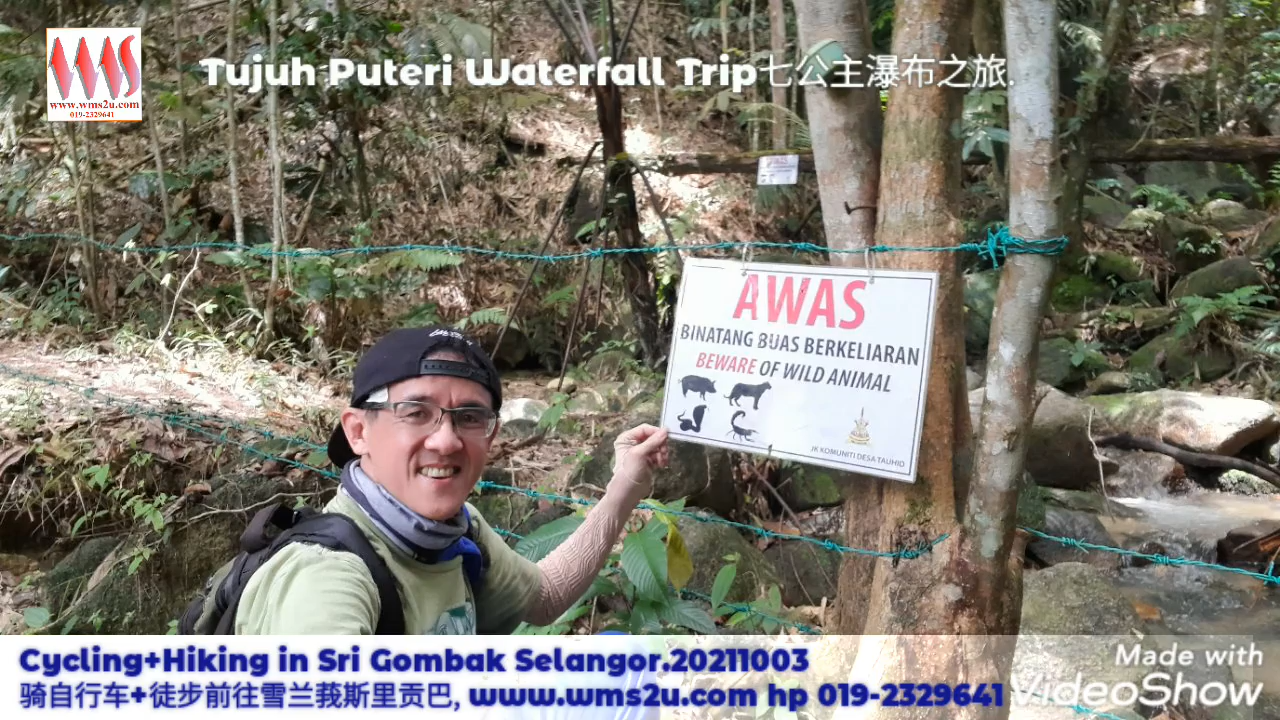 WMS
www.wms2u.com
019-2329641
Tujuh Puteri Waterfall Trip七公主瀑布之旅.
AWAS
AWAS
BINATANG BUAS BERKELIARAN
BEWARE OF WILD ANIMAL
JK KOMUNITI DESA TAUHID
Cycling+Hiking in Sri Gombak Selangor.20211003
骑自行车+徒步前往雪兰莪斯里贡巴, www.wms2u.com hp 019-2329641
Made with
VideoShow